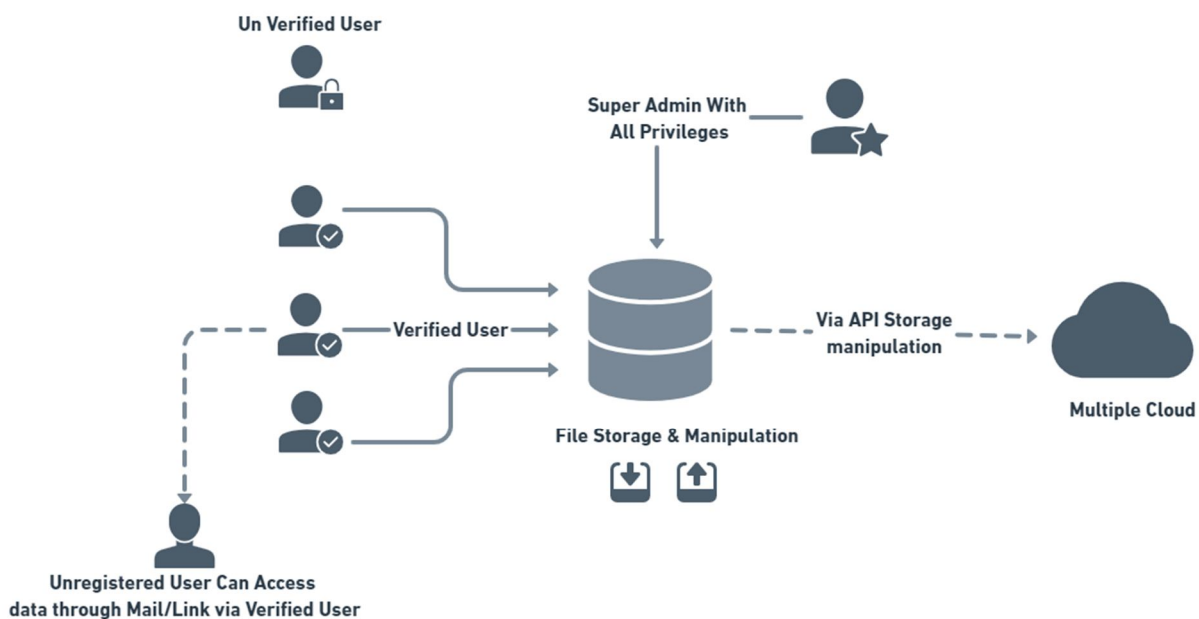 Un Verified User
Super Admin With
All Privileges
Verified User
Via API Storage
manipulation
Multiple Cloud
File Storage & Manipulation
Unregistered User Can Access
data through Mail/Link via Verified User